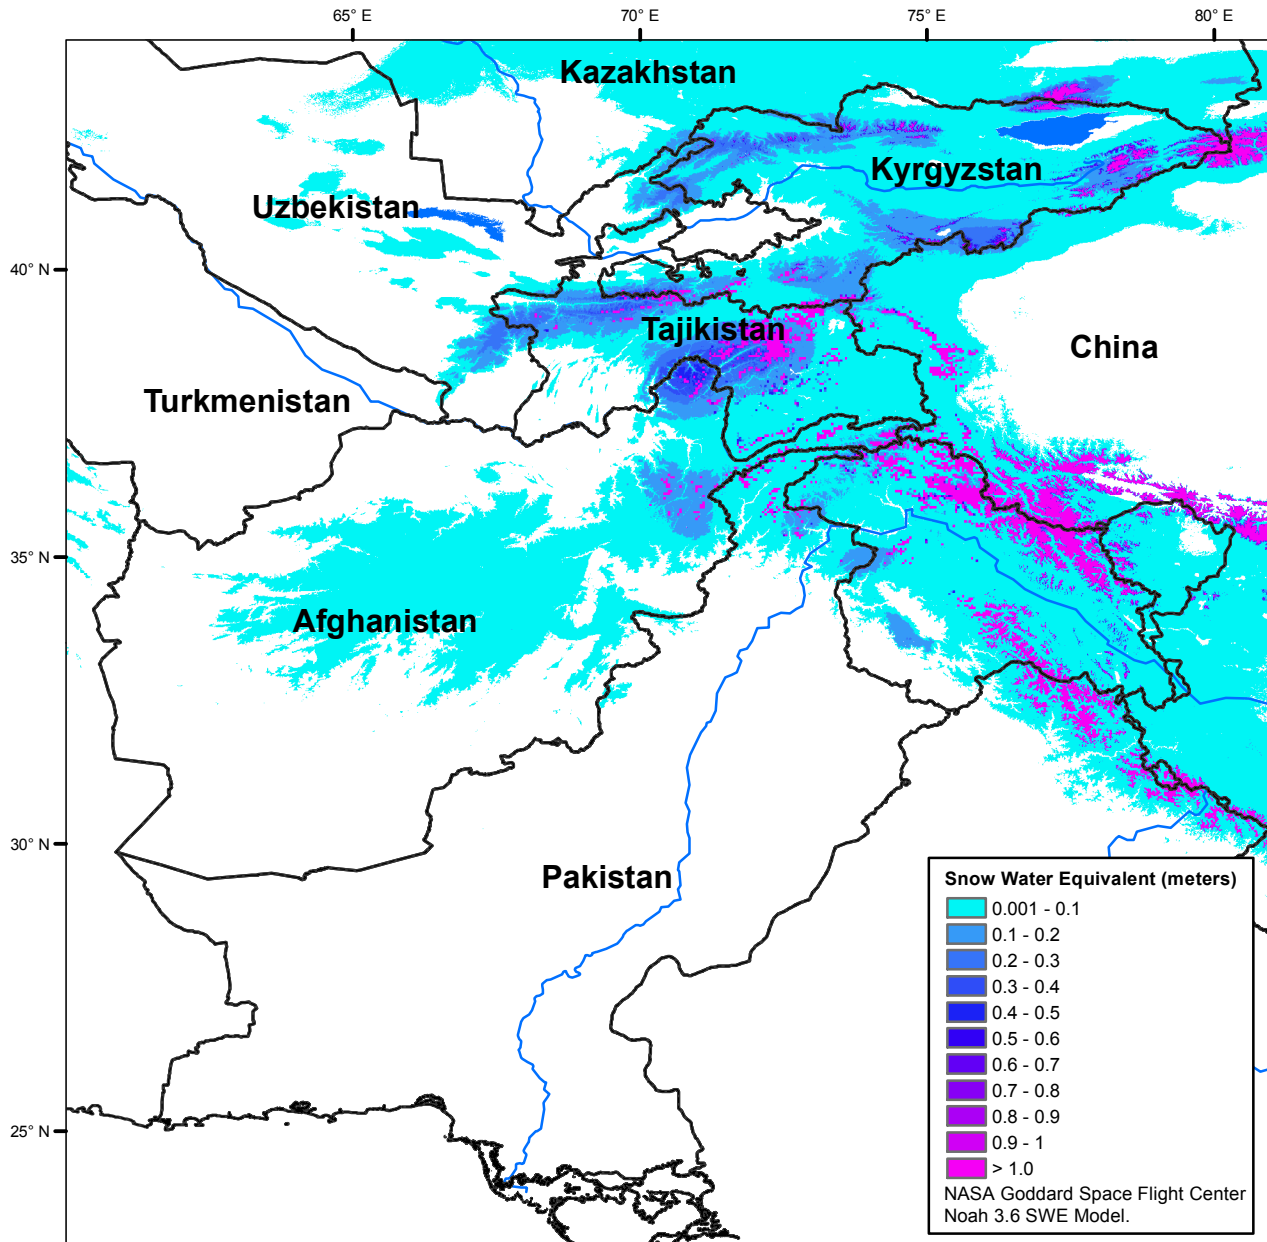 65° E
70° E
75° E
80° E
Kazakhstan
Kyrgyzstan
Uzbekistan
40° N
Tajikistan
China
Turkmenistan
35° N
Afghanistan
30° N
Pakistan
25° N
Snow Water Equivalent (meters)
0.001 - 0.1
0.1 - 0.2
0.2 - 0.3
0.3 - 0.4
0.4 - 0.5
0.5 - 0.6
0.6 - 0.7
0.7 - 0.8
0.8 - 0.9
0.9 - 1
> 1.0
NASA Goddard Space Flight Center
Noah 3.6 SWE Model.